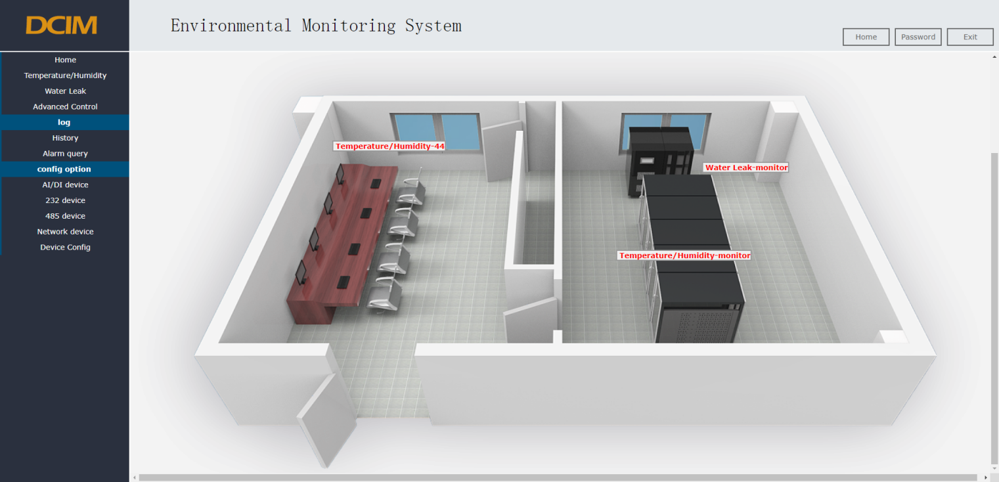 DCIM
Environmental Monitoring System
Home
Password
Exit
Home
Temperature/Humidity
Water Leak
Advanced Control
log
History
Alarm query
config option
AI/DI device
232 device
485 device
Network device
Device Config
Temperature/Humidity-44
Water Leak-monitor
Temperature/Humidity-monitor